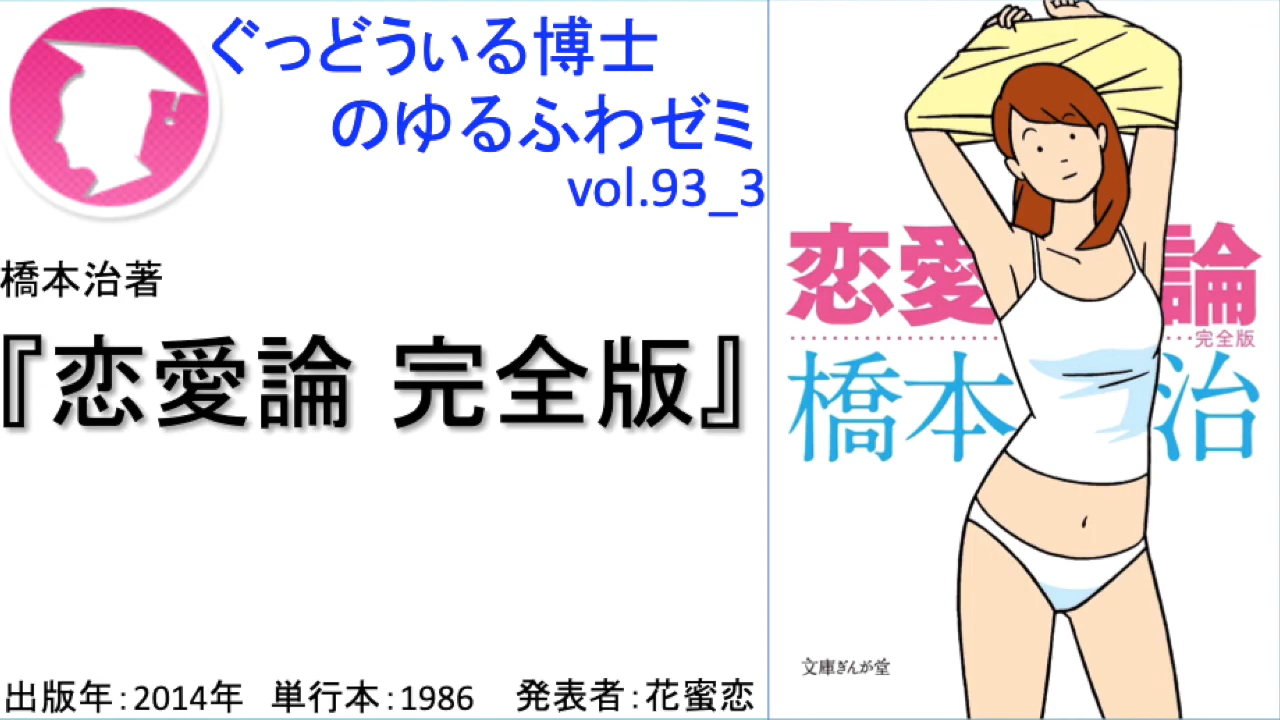 ぐっどうぃる博士
のゆるふわゼミ
vol.93_3
橋本治著
『恋愛論 完全版』
出版年：2014年 単行本：1986 発表者：花蜜恋
恋愛論
完全版
橋本治
文庫ぎんが堂